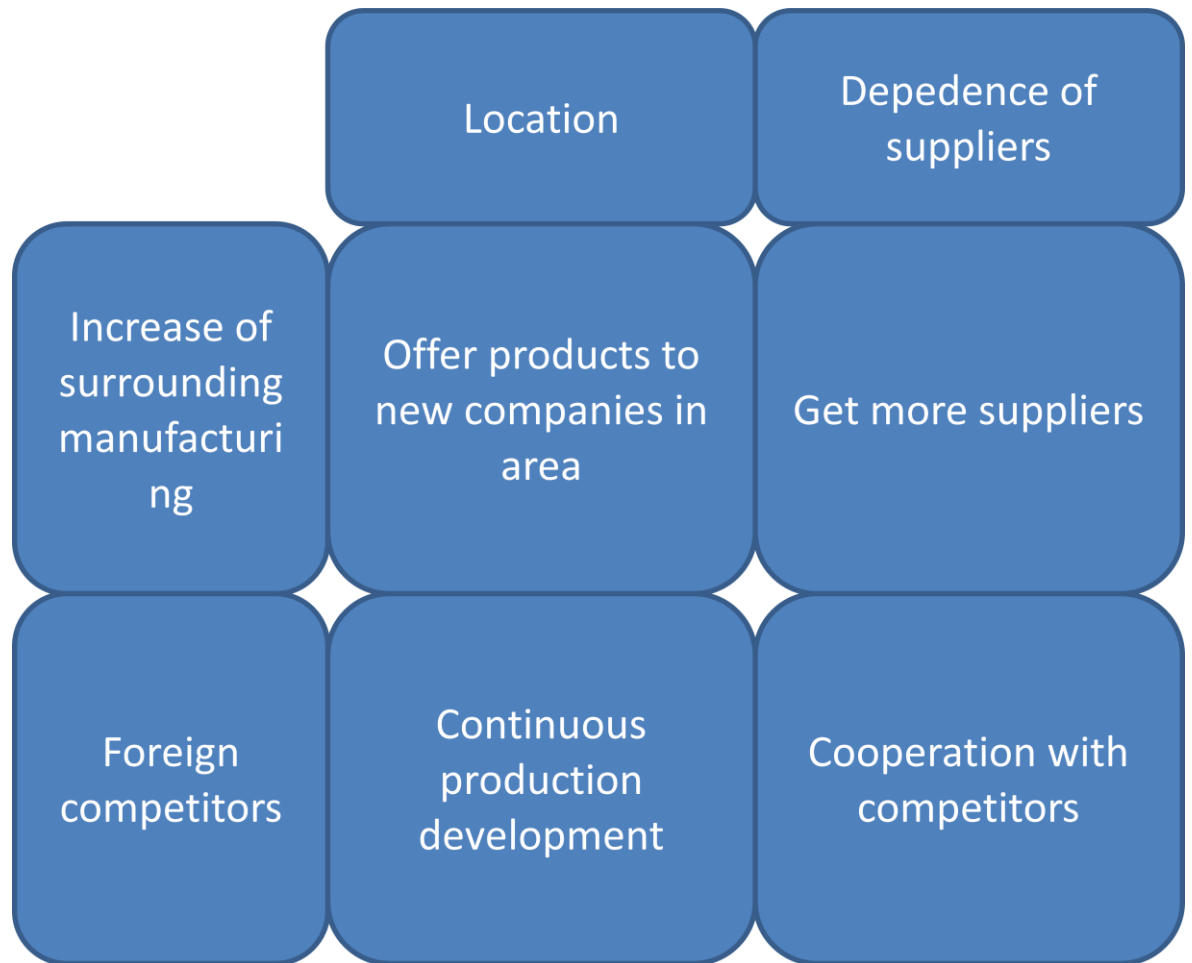 Location
Depedence of
suppliers
Increase of
surrounding
manufacturi
ng
Offer products to
new companies in
area
Get more suppliers
Foreign
competitors
Continuous
production
development
Cooperation with
competitors